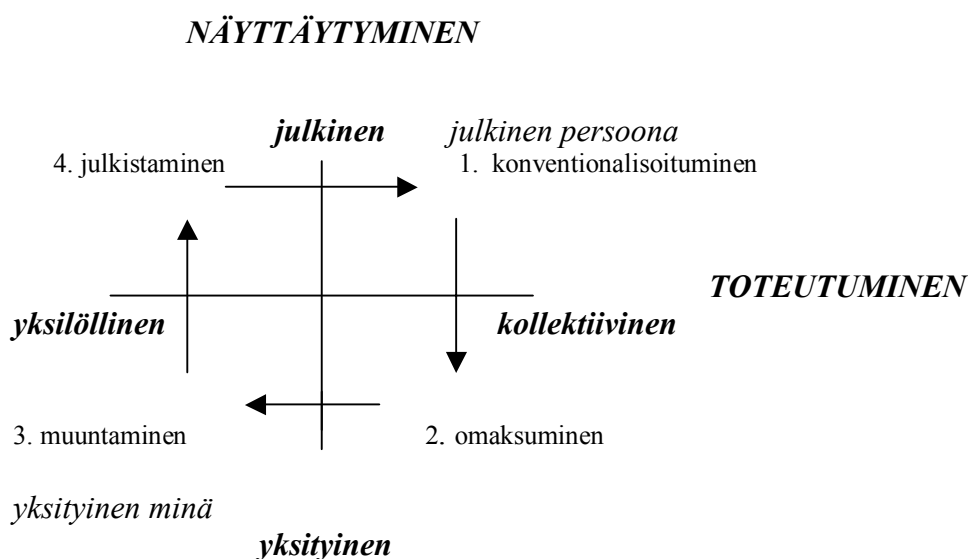 NÄYTTÄYTYMINEN
julkinen julkinen persoona
4. julkistaminen 1. konventionalisoituminen
TOTEUTUMINEN
yksilöllinen kollektiivinen
3. muuntaminen 2. omaksuminen
yksityinen minä
yksityinen